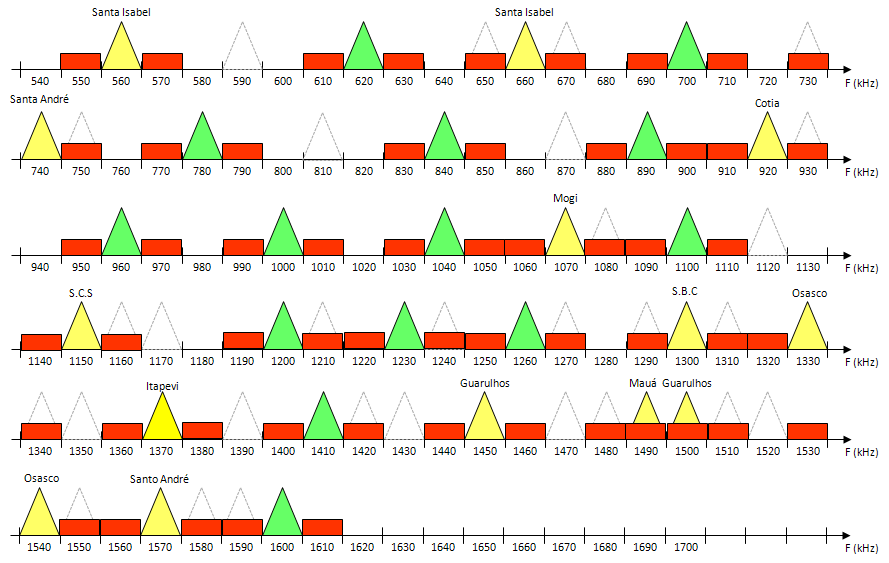 Santa Isabel Santa Isabel
540 550 560 570 580 590 600 610 620 630 640 650 660 670 680 690 700 710 720 730 F (kHz)
Santa André Cotia
740 750 760 770 780 790 800 810 820 830 840 850 860 870 880 890 900 910 920 930 F (kHz)
Mogi
940 950 960 970 980 990 1000 1010 1020 1030 1040 1050 1060 1070 1080 1090 1100 1110 1120 1130 F (kHz)
S.C.S S.B.C Osasco
1140 1150 1160 1170 1180 1190 1200 1210 1220 1230 1240 1250 1260 1270 1280 1290 1300 1310 1320 1330 F (kHz)
Itapevi Guarulhos Mauá Guarulhos
1340 1350 1360 1370 1380 1390 1400 1410 1420 1430 1440 1450 1460 1470 1480 1490 1500 1510 1520 1530 F (kHz)
Osasco Santo André
1540 1550 1560 1570 1580 1590 1600 1610 1620 1630 1640 1650 1660 1670 1680 1690 1700 F (kHz)